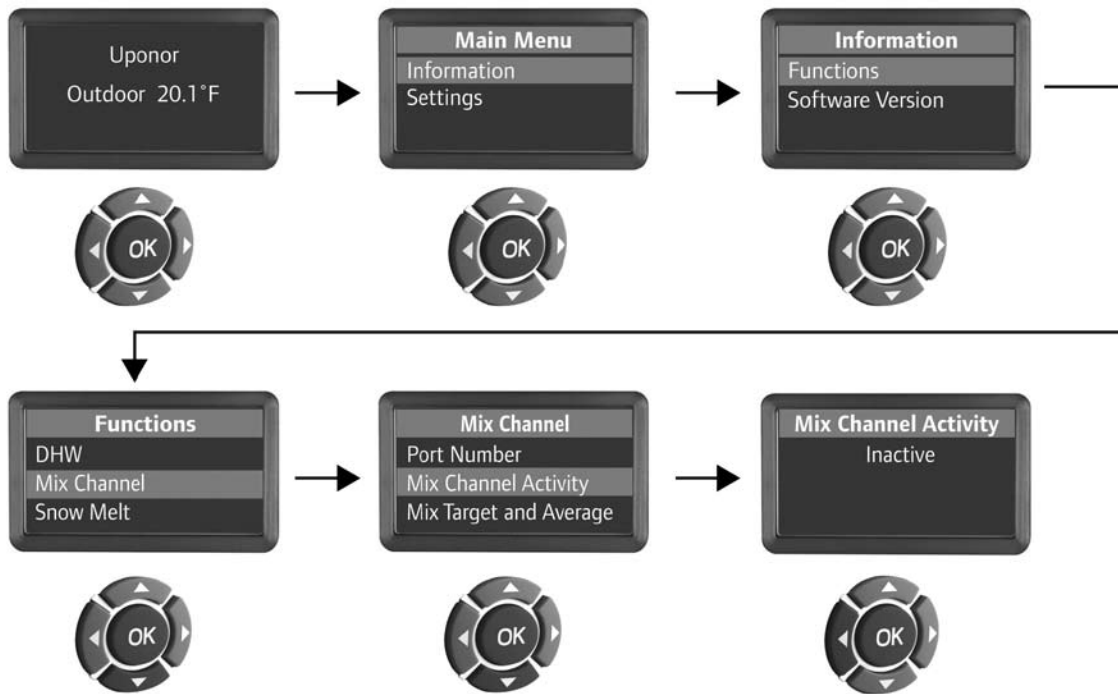 Uponor
Outdoor 20.1°F
Main Menu
Information
Settings
Information
Functions
Software Version
OK
OK
OK
Functions
DHW
Mix Channel
Snow Melt
Mix Channel
Port Number
Mix Channel Activity
Mix Target and Average
Mix Channel Activity
Inactive
OK
OK
OK